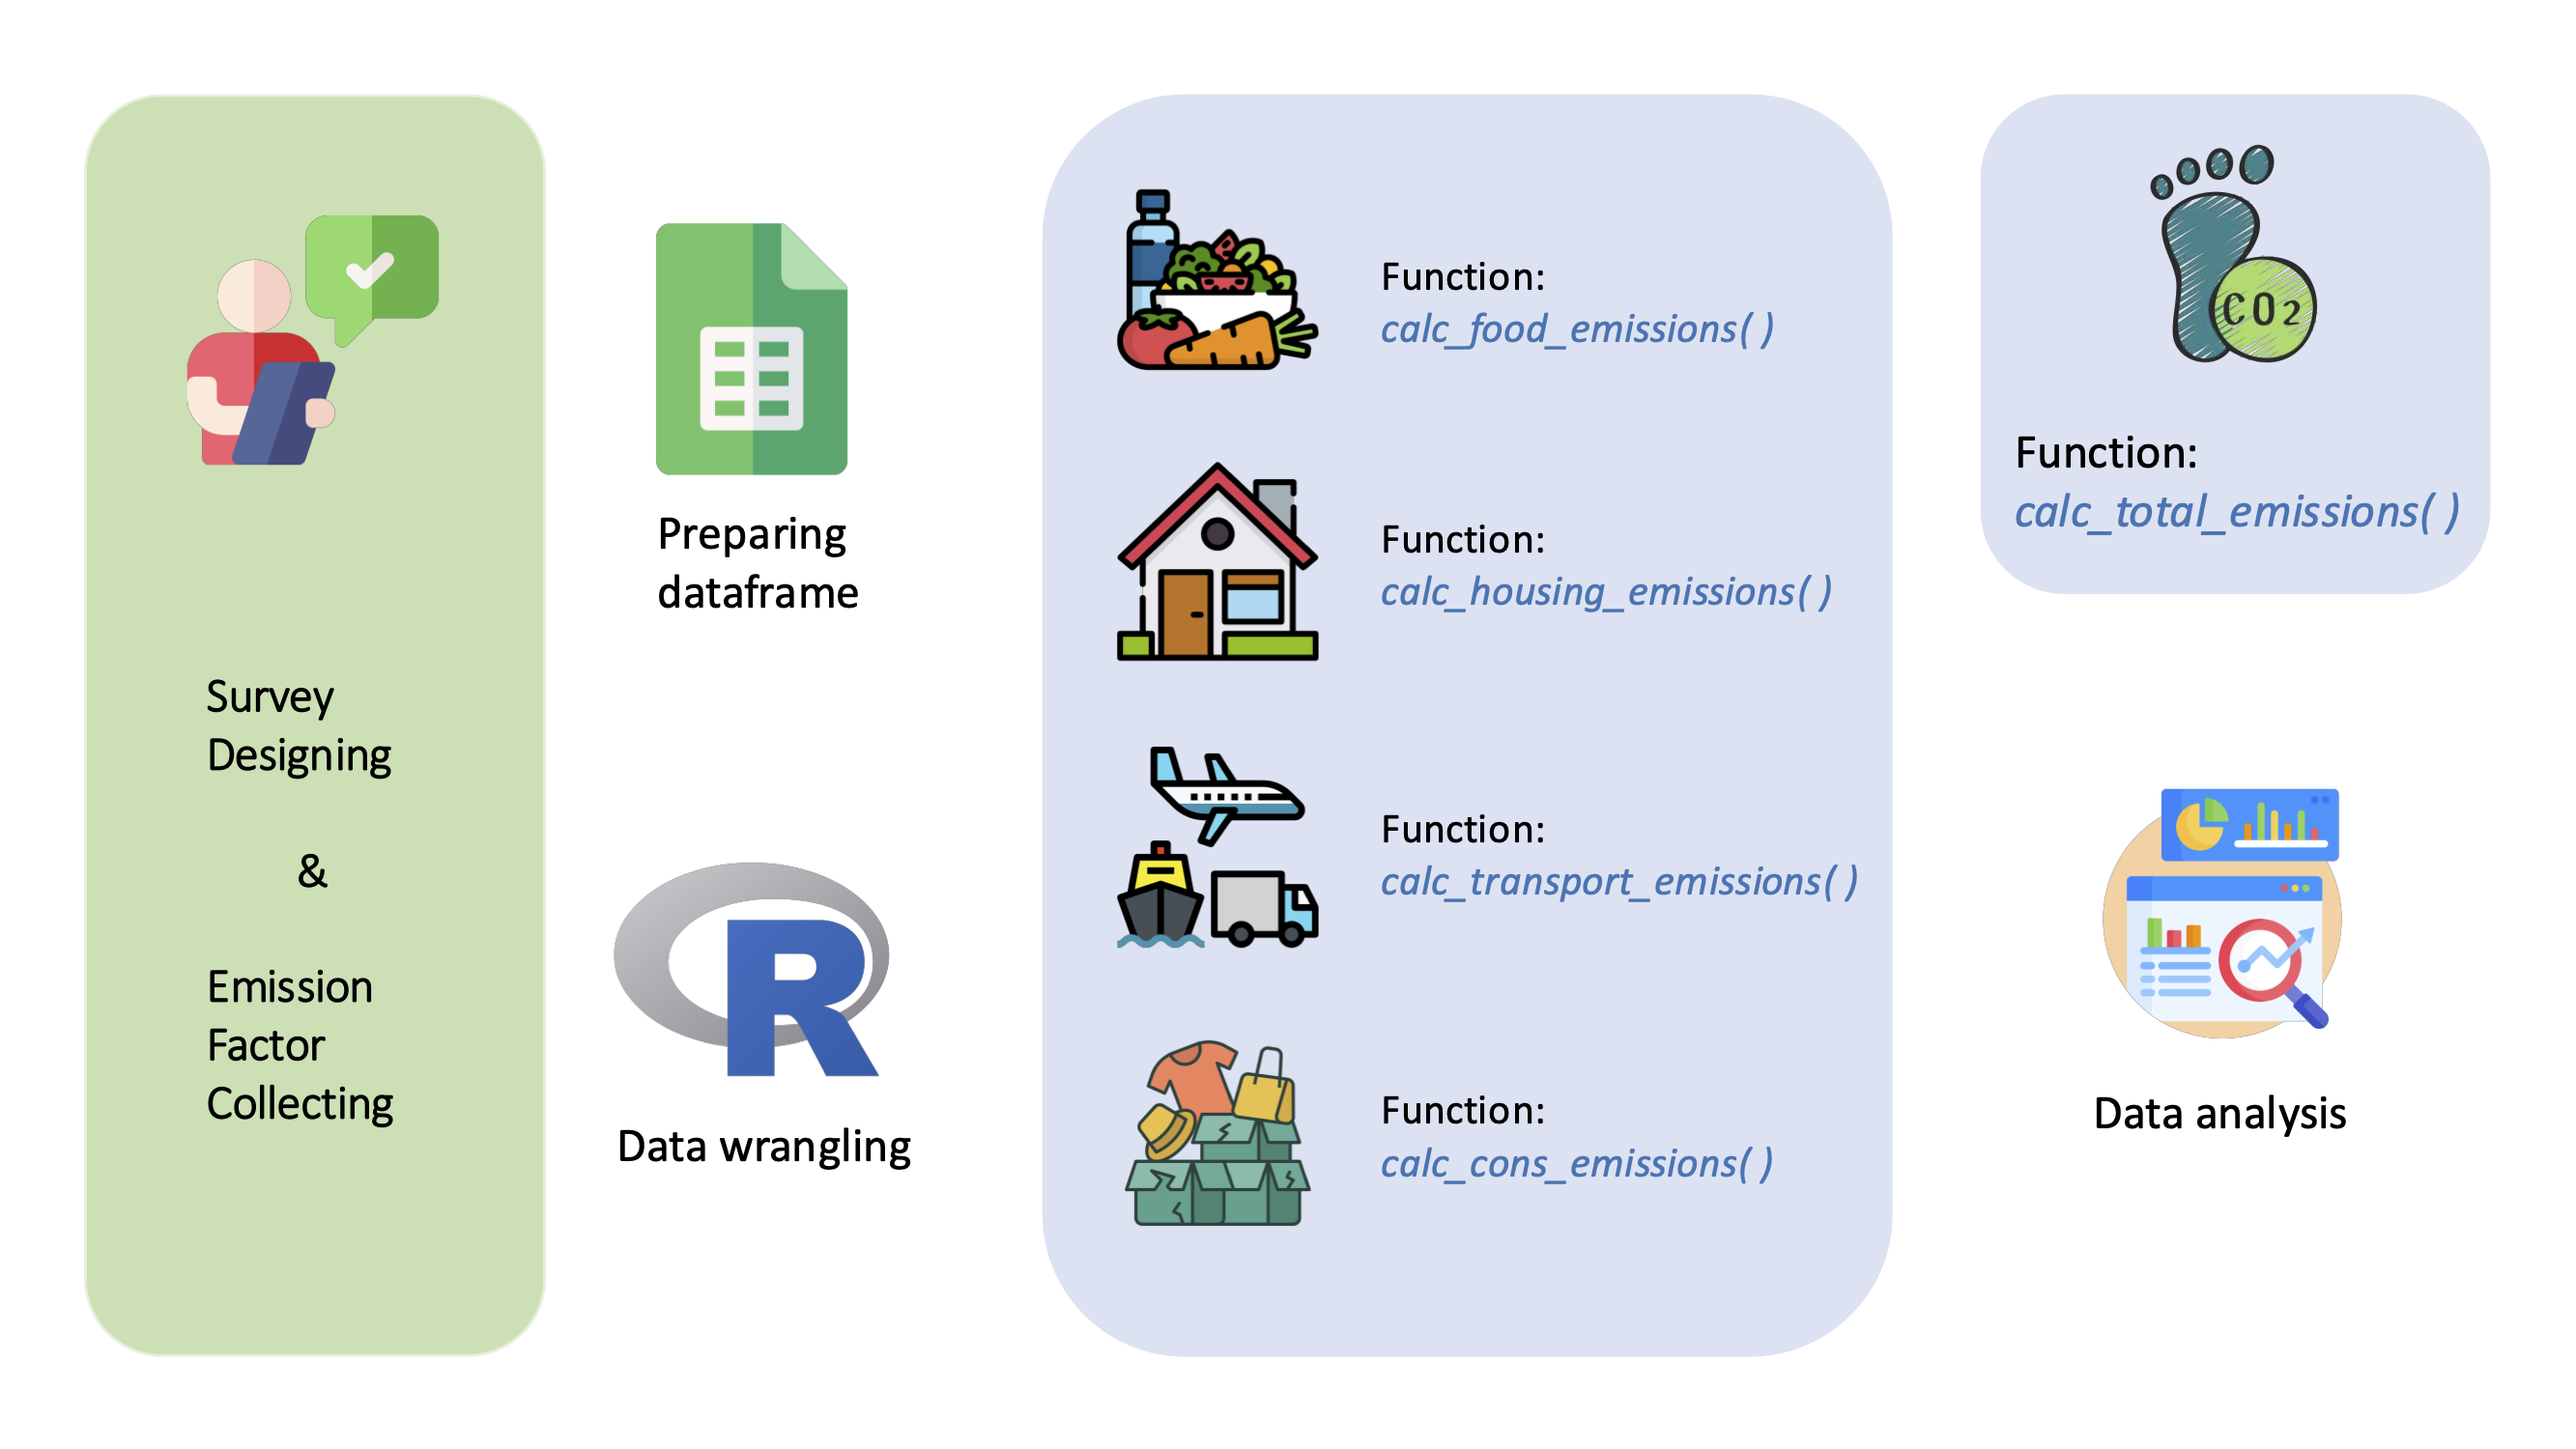 Survey
Designing
&
Emission
Factor
Collecting
Preparing
dataframe
R
Data wrangling
Function:
calc_food_emissions( )
Function:
calc_housing_emissions( )
Function:
calc_transport_emissions( )
Function:
calc_cons_emissions( )
CO2
Function:
calc_total_emissions( )
Data analysis